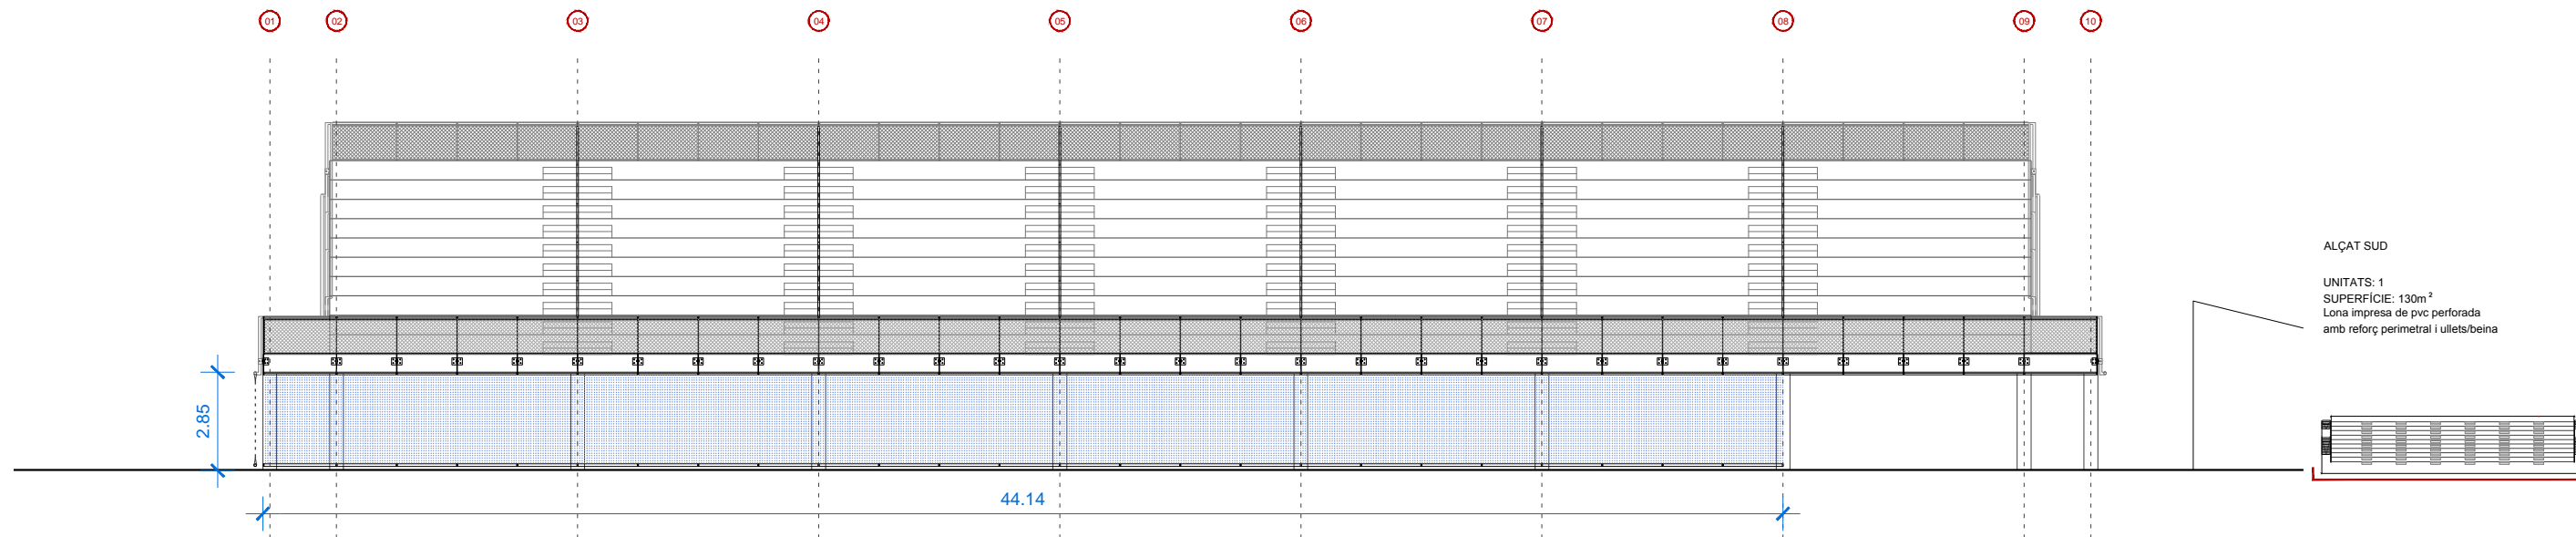 01 02 03 04 05 06 07 08 09 10
ALÇAT SUD
UNITATS: 1
SUPERFÍCIE: 130m²
Lona impresa de pvc perforada
amb reforç perimetral i ullets/beina
2.85
44.14